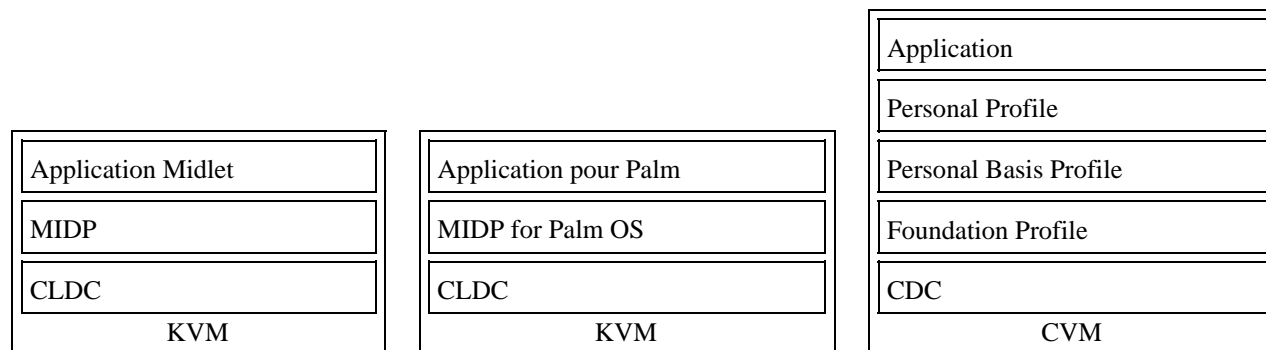 Application Midlet
MIDP
CLDC
KVM
Application pour Palm
MIDP for Palm OS
CLDC
KVM
Application
Personal Profile
Personal Basis Profile
Foundation Profile
CDC
CVM